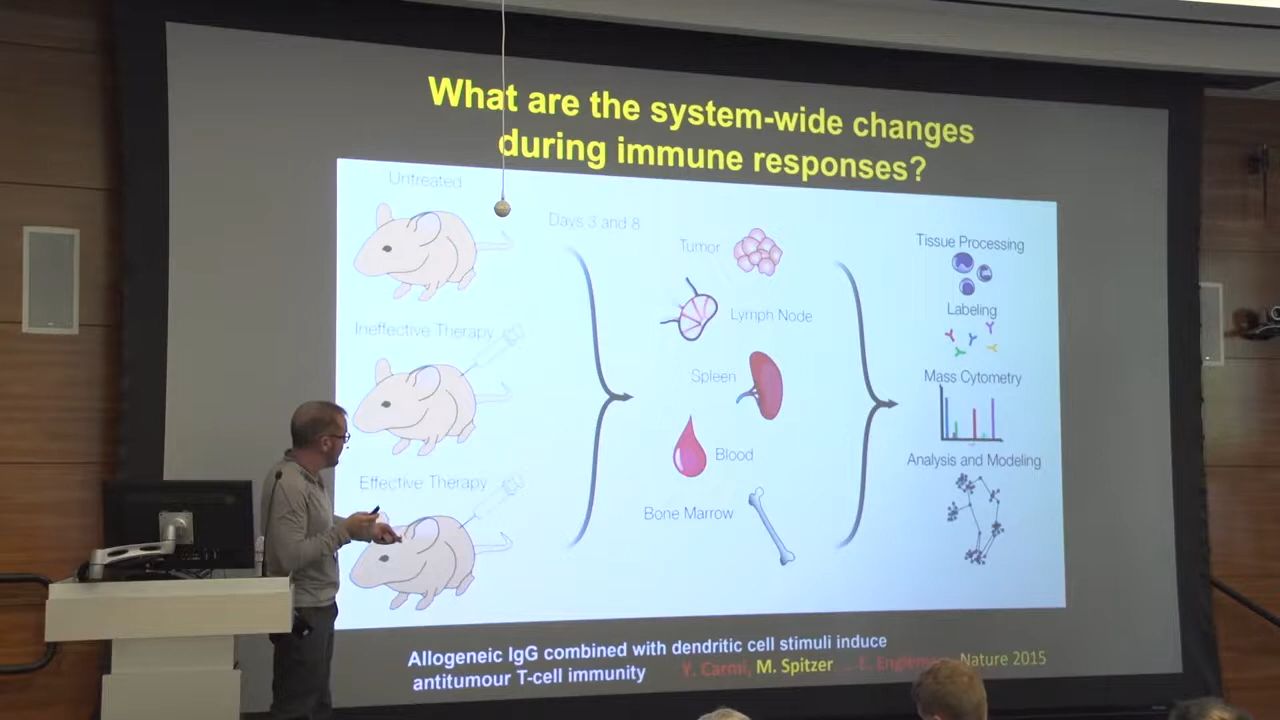 What are the system-wide changes
during immune responses?
Untreated
Days 3 and 8
Ineffective Therapy
Effective Therapy
Tumor
Lymph Node
Spleen
Blood
Bone Marrow
Tissue Processing
Labeling
Mass Cytometry
Analysis and Modeling
Allogeneic IgG combined with dendritic cell stimuli induce
antitumour T-cell immunity
Y. Carmi, M. Spitzer ... E. Nature 2015